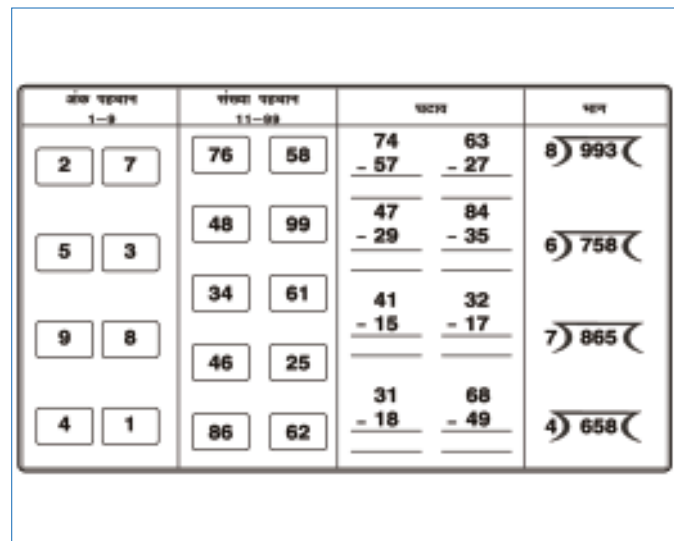 अंक पहचान
1–9
संख्या पहचान
11–99
घटाव
भाग
2 7
5 3
9 8
4 1
76 58
48 99
34 61
46 25
86 62
74 63
- 57 - 27
47 84
- 29 - 35
41 32
- 15 - 17
31 68
- 18 - 49
8) 993 (
6) 758 (
7) 865 (
4) 658 (